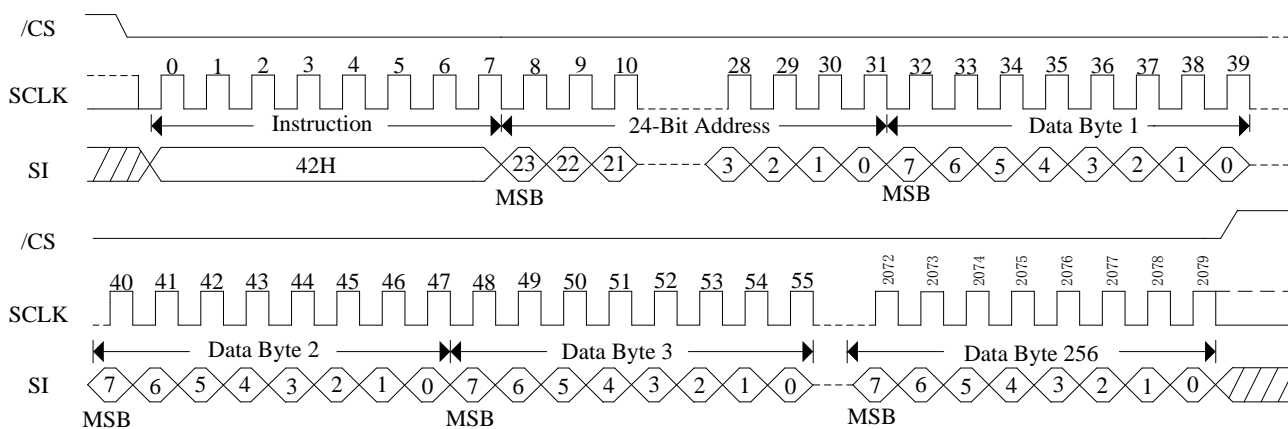 /CS
0 1 2 3 4 5 6 7 8 9 10 28 29 30 31 32 33 34 35 36 37 38 39
SCLK
Instruction 24-Bit Address Data Byte 1
SI 42H 23 22 21 3 2 1 0 7 6 5 4 3 2 1 0
MSB MSB
/CS
40 41 42 43 44 45 46 47 48 49 50 51 52 53 54 55 2072 2073 2074 2075 2076 2077 2078 2079
SCLK
Data Byte 2 Data Byte 3 Data Byte 256
SI 7 6 5 4 3 2 1 0 7 6 5 4 3 2 1 0 7 6 5 4 3 2 1 0
MSB MSB MSB